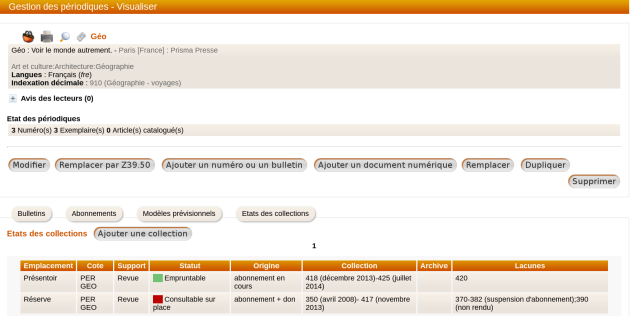 Gestion des périodiques - Visualiser
Géo
Géo : Voir le monde autrement. - Paris [France] : Prisma Presse
Art et culture:Architecture:Géographie
Langues : Français (fre)
Indexation décimale : 910 (Géographie - voyages)
Avis des lecteurs (0)
Etat des périodiques
3 Numéro(s) 3 Exemplaire(s) 0 Article(s) catalogué(s)
Modifier Remplacer par Z39.50 Ajouter un numéro ou un bulletin Ajouter un document numérique Remplacer Dupliquer
Supprimer
Bulletins Abonnements Modèles prévisionnels Etats des collections
Etats des collections Ajouter une collection
1
Emplacement Cote Support Statut Origine Collection Archive Lacunes
Présentoir PER Revue Empruntable abonnement en 418 (décembre 2013)-425 (juillet 420
GEO cours 2014)
Réserve PER Revue Consultable sur abonnement + don 350 (avril 2008)- 417 (novembre 370-382 (suspension d'abonnement);390
GEO place 2013) (non rendu)